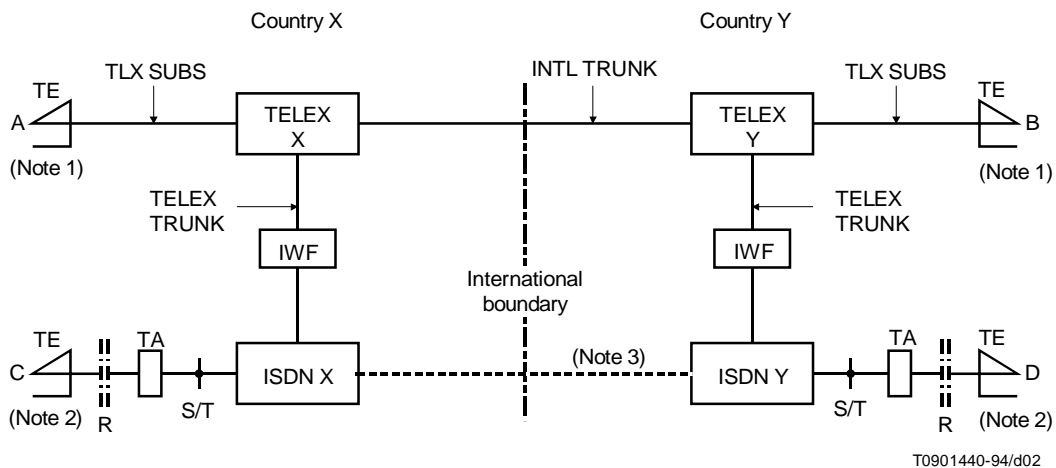 Country X
Country Y
TE
TLX SUBS
INTL TRUNK
TLX SUBS
TE
A
TELEX
X
TELEX
Y
B
(Note 1)
(Note 1)
TELEX
TRUNK
TELEX
TRUNK
IWF
IWF
International
boundary
TE
TA
(Note 3)
TA
TE
C
ISDN X
ISDN Y
D
(Note 2)
R
S/T
S/T
R
(Note 2)
T0901440-94/d02